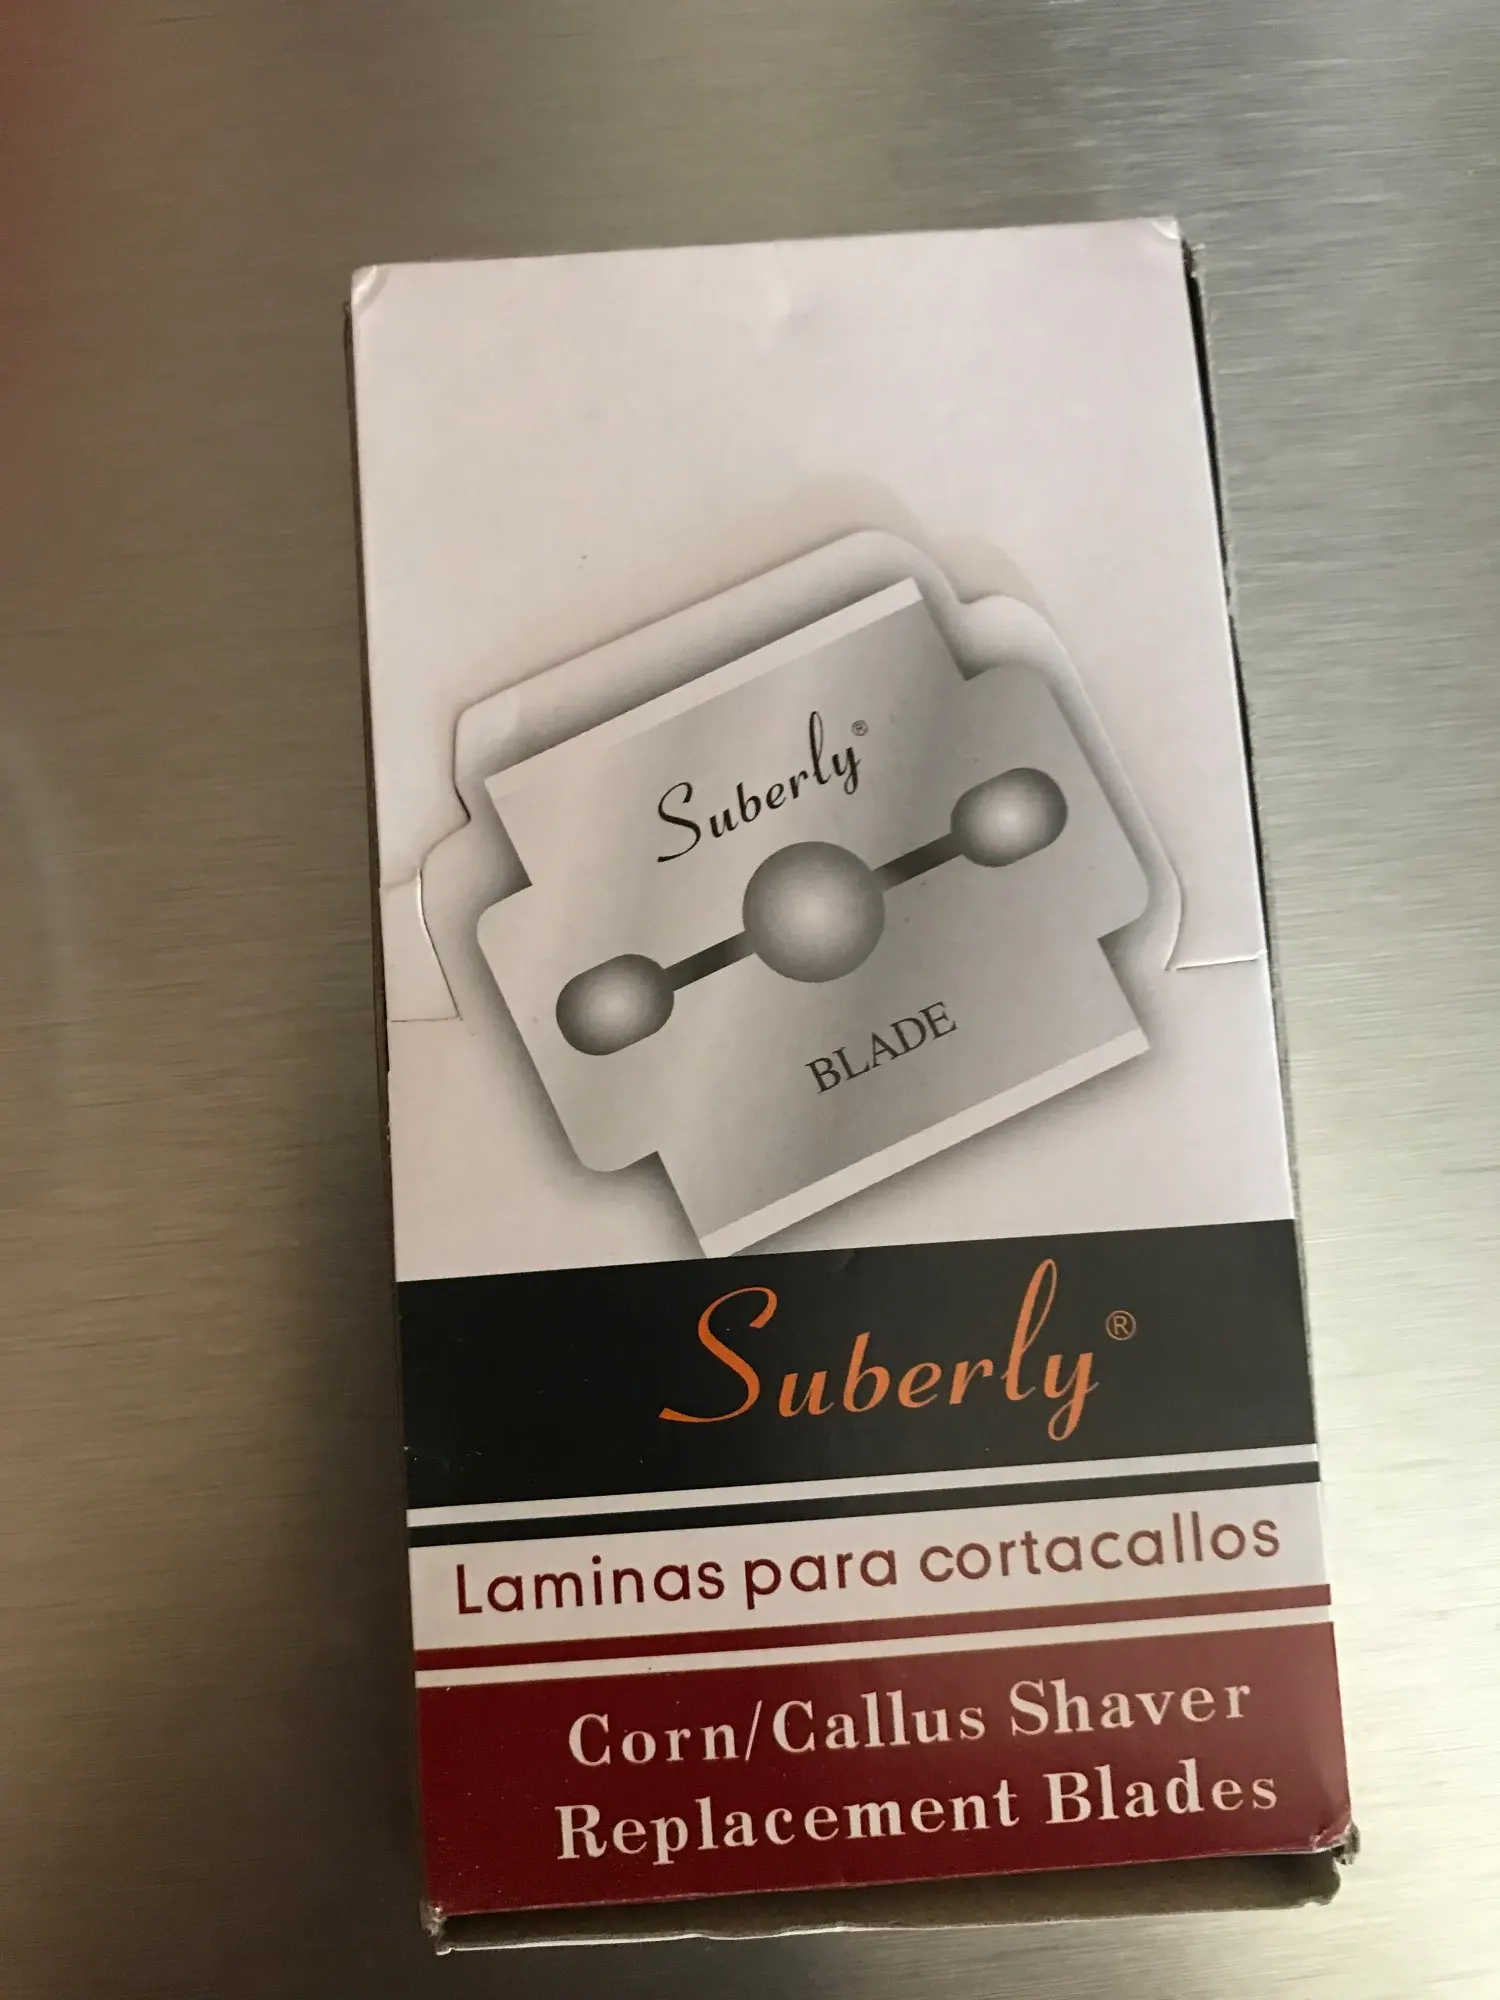 Suberly®
BLADE
Suberly®
Laminas para cortacallos
Corn/Callus Shaver
Replacement Blades